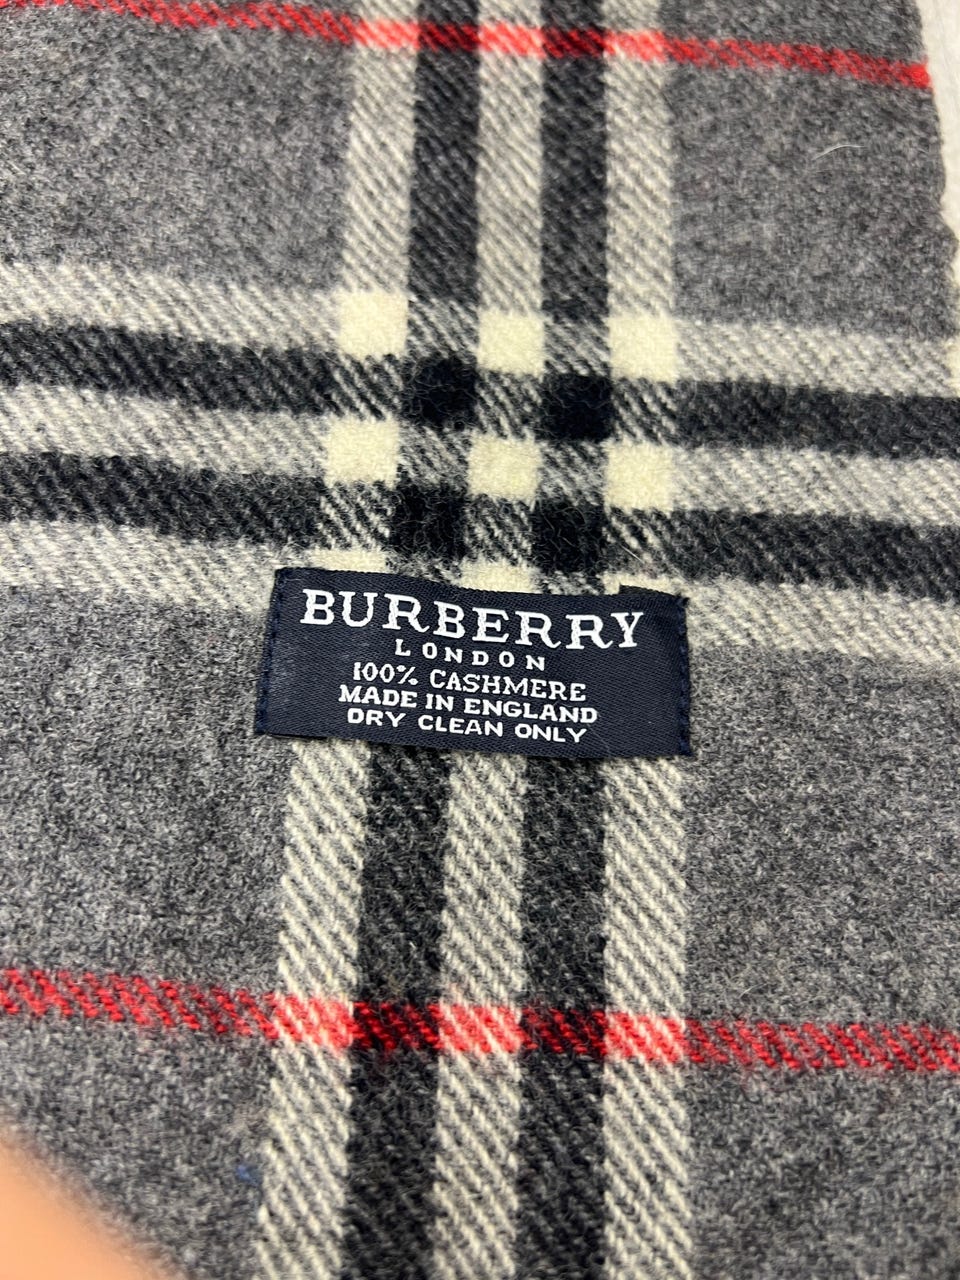 BURBERRY
LONDON
100% CASHMERE
MADE IN ENGLAND
DRY CLEAN ONLY